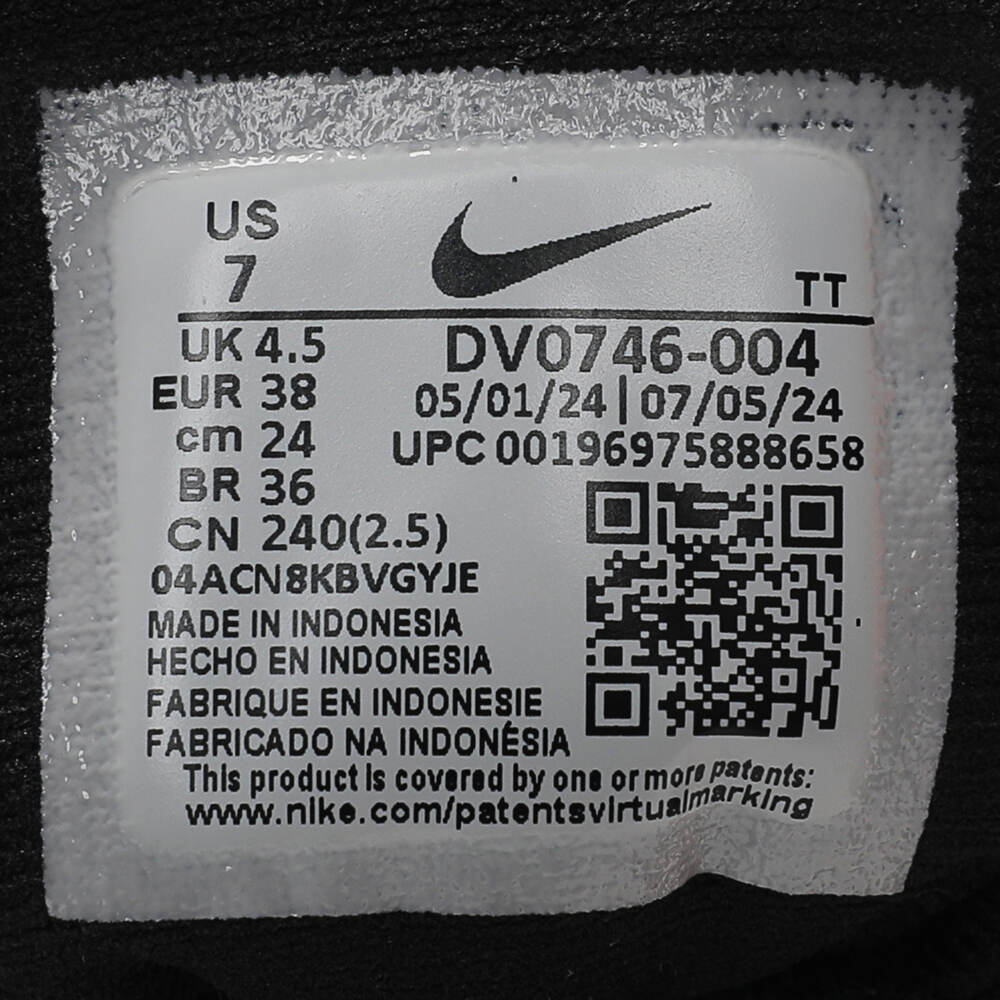 US
7
TT
UK 4.5
EUR 38
cm 24
BR 36
CN 240(2.5)
DV0746-004
05/01/24|07/05/24
UPC 00196975888658
04ACN8KBVGYJE
MADE IN INDONESIA
HECHO EN INDONESIA
FABRIQUE EN INDONESIE
FABRICADO NA INDONÉSIA
This product is covered by one or more patents:
www.nike.com/patentsvirtualmarking